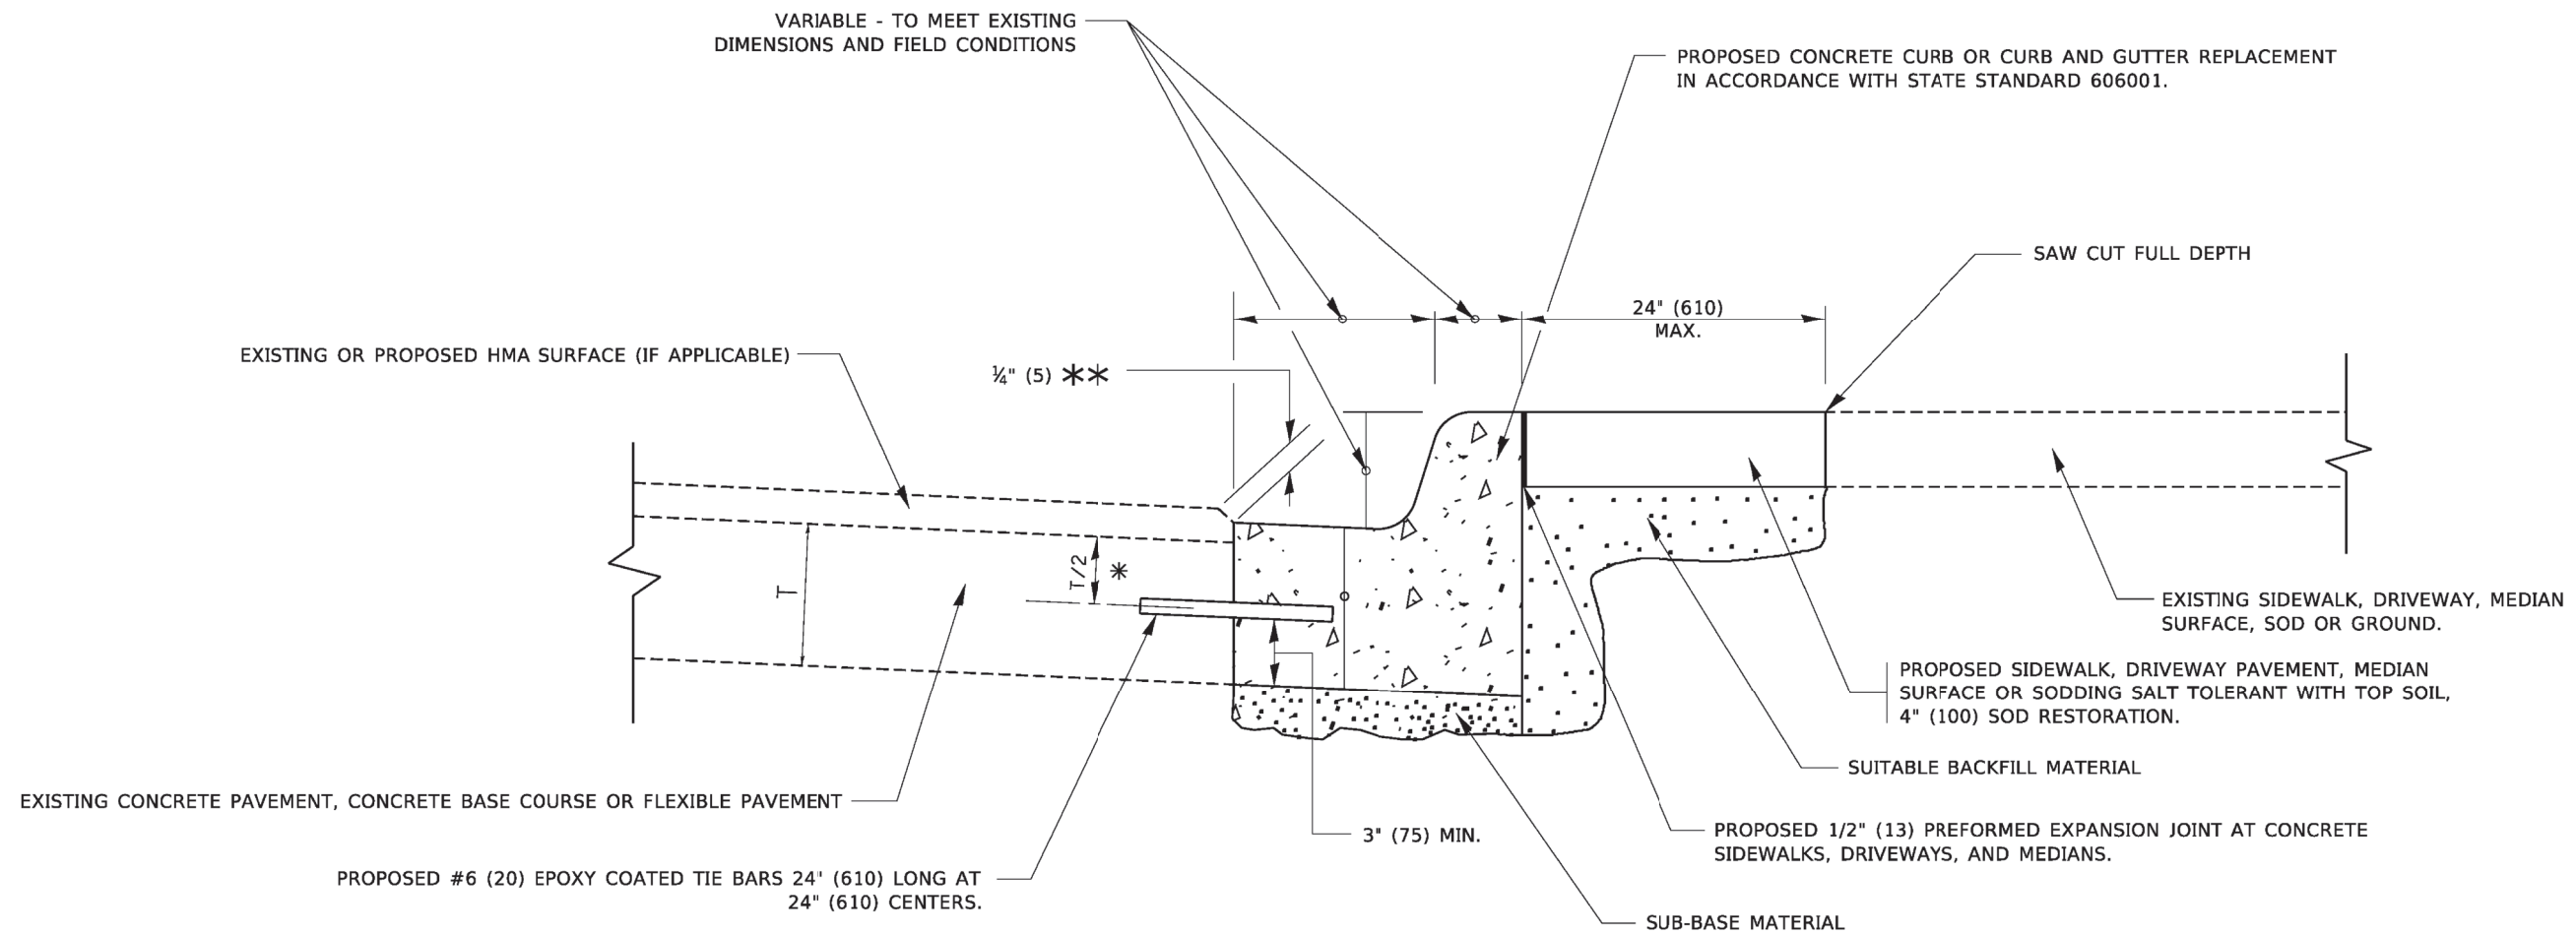 VARIABLE - TO MEET EXISTING
DIMENSIONS AND FIELD CONDITIONS
PROPOSED CONCRETE CURB OR CURB AND GUTTER REPLACEMENT
IN ACCORDANCE WITH STATE STANDARD 606001.
SAW CUT FULL DEPTH
24" (610)
MAX.
EXISTING OR PROPOSED HMA SURFACE (IF APPLICABLE)
¼" (5) **
T
T/2
*
EXISTING SIDEWALK, DRIVEWAY, MEDIAN
SURFACE, SOD OR GROUND.
PROPOSED SIDEWALK, DRIVEWAY PAVEMENT, MEDIAN
SURFACE OR SODDING SALT TOLERANT WITH TOP SOIL,
4" (100) SOD RESTORATION.
SUITABLE BACKFILL MATERIAL
EXISTING CONCRETE PAVEMENT, CONCRETE BASE COURSE OR FLEXIBLE PAVEMENT
3" (75) MIN.
PROPOSED 1/2" (13) PREFORMED EXPANSION JOINT AT CONCRETE
SIDEWALKS, DRIVEWAYS, AND MEDIANS.
PROPOSED #6 (20) EPOXY COATED TIE BARS 24" (610) LONG AT
24" (610) CENTERS.
SUB-BASE MATERIAL